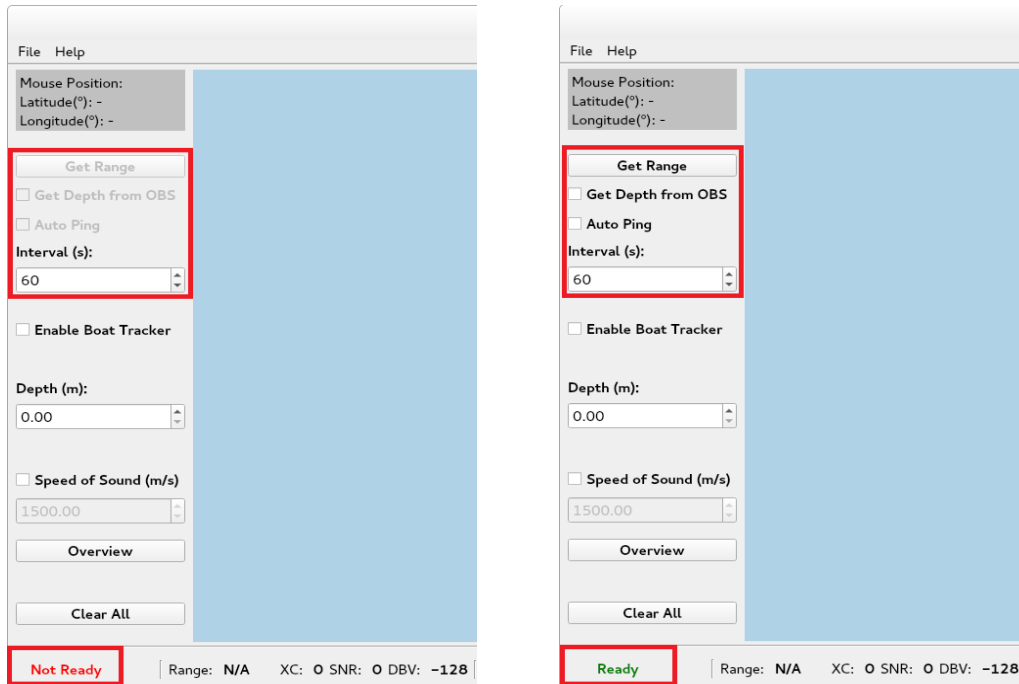 File Help
Mouse Position:
Latitude(°): -
Longitude(°): -
Get Range
Get Depth from OBS
Auto Ping
Interval (s):
60
Enable Boat Tracker
Depth (m):
0.00
Speed of Sound (m/s)
1500.00
Overview
Clear All
Not Ready Range: N/A XC: 0 SNR: 0 DBV: -128
File Help
Mouse Position:
Latitude(°): -
Longitude(°): -
Get Range
Get Depth from OBS
Auto Ping
Interval (s):
60
Enable Boat Tracker
Depth (m):
0.00
Speed of Sound (m/s)
1500.00
Overview
Clear All
Ready Range: N/A XC: 0 SNR: 0 DBV: -128